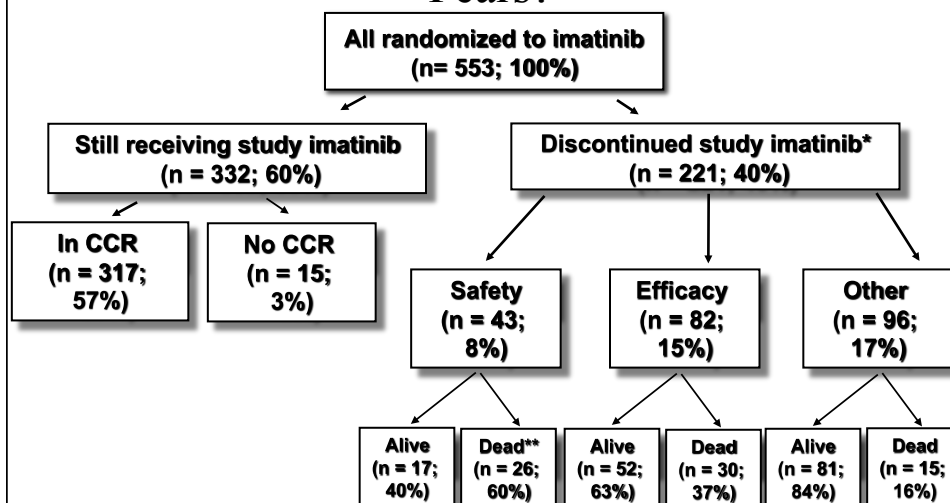 All randomized to imatinib
(n= 553; 100%)
Still receiving study imatinib
(n = 332; 60%)
Discontinued study imatinib*
(n = 221; 40%)
In CCR
(n = 317;
57%)
No CCR
(n = 15;
3%)
Safety
(n = 43;
8%)
Efficacy
(n = 82;
15%)
Other
(n = 96;
17%)
Alive
(n = 17;
40%)
Dead**
(n = 26;
60%)
Alive
(n = 52;
63%)
Dead
(n = 30;
37%)
Alive
(n = 81;
84%)
Dead
(n = 15;
16%)